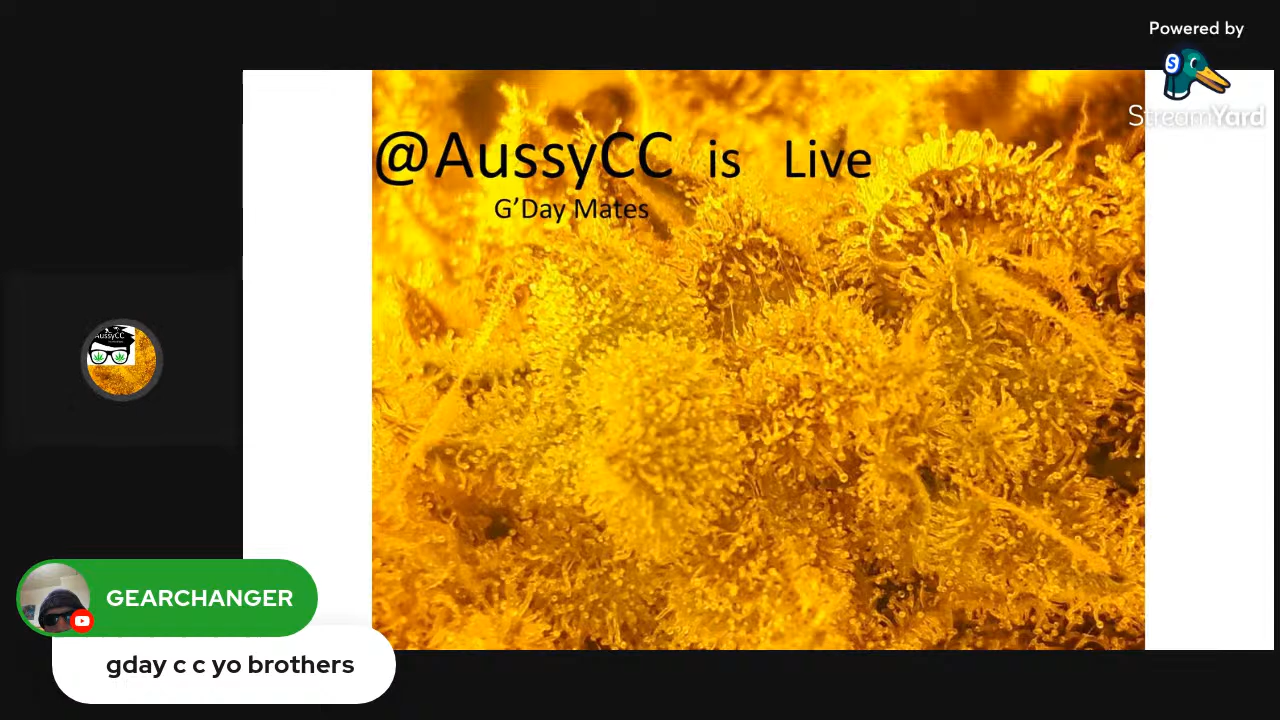 Powered by
StreamYard
@AussyCC is Live
G'Day Mates
AussyCC
GEARCHANGER
gday c c yo brothers